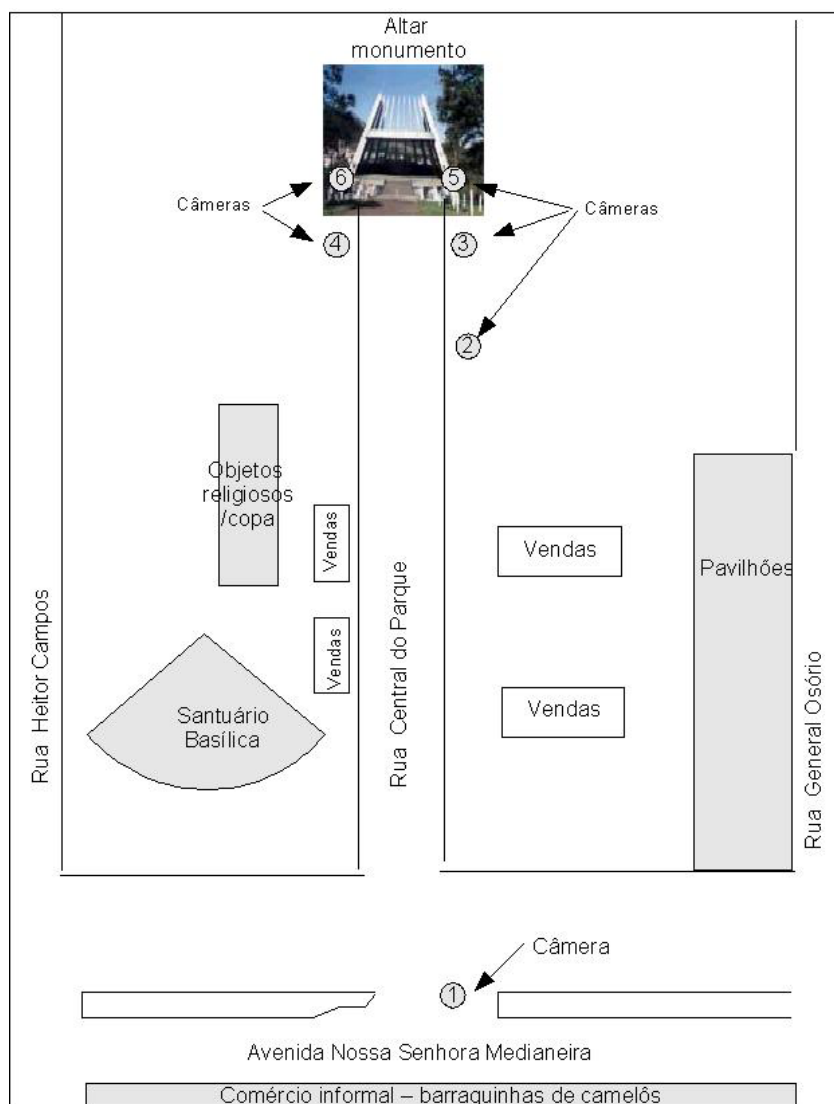 Altar
monumento
6
5
Câmeras
Câmeras
4
3
2
Objetos
religiosos
/copa
Vendas
Vendas
Pavilhões
Rua Heitor Campos
Vendas
Rua Central do Parque
Santuário
Basílica
Vendas
Rua General Osório
Câmera
1
Avenida Nossa Senhora Medianeira
Comércio informal – barraquinhas de camelôs